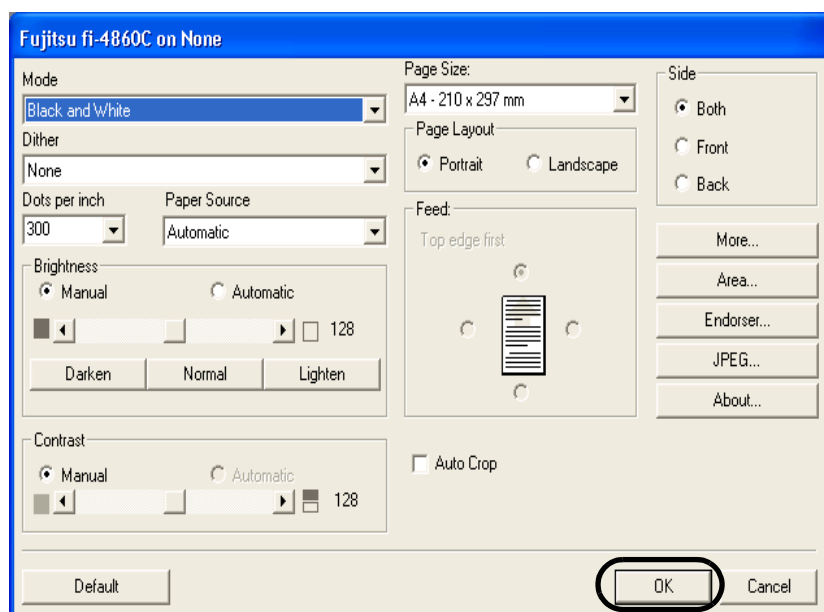 Fujitsu fi-4860C on None
Mode
Black and White
Dither
None
Dots per inch
Paper Source
300
Automatic
Brightness
Manual
Automatic
128
Darken
Normal
Lighten
Contrast
Manual
Automatic
128
Page Size:
A4 - 210 x 297 mm
Page Layout
Portrait
Landscape
Feed:
Top edge first
Auto Crop
Side
Both
Front
Back
More...
Area...
Endorser...
JPEG...
About...
Default
OK
Cancel